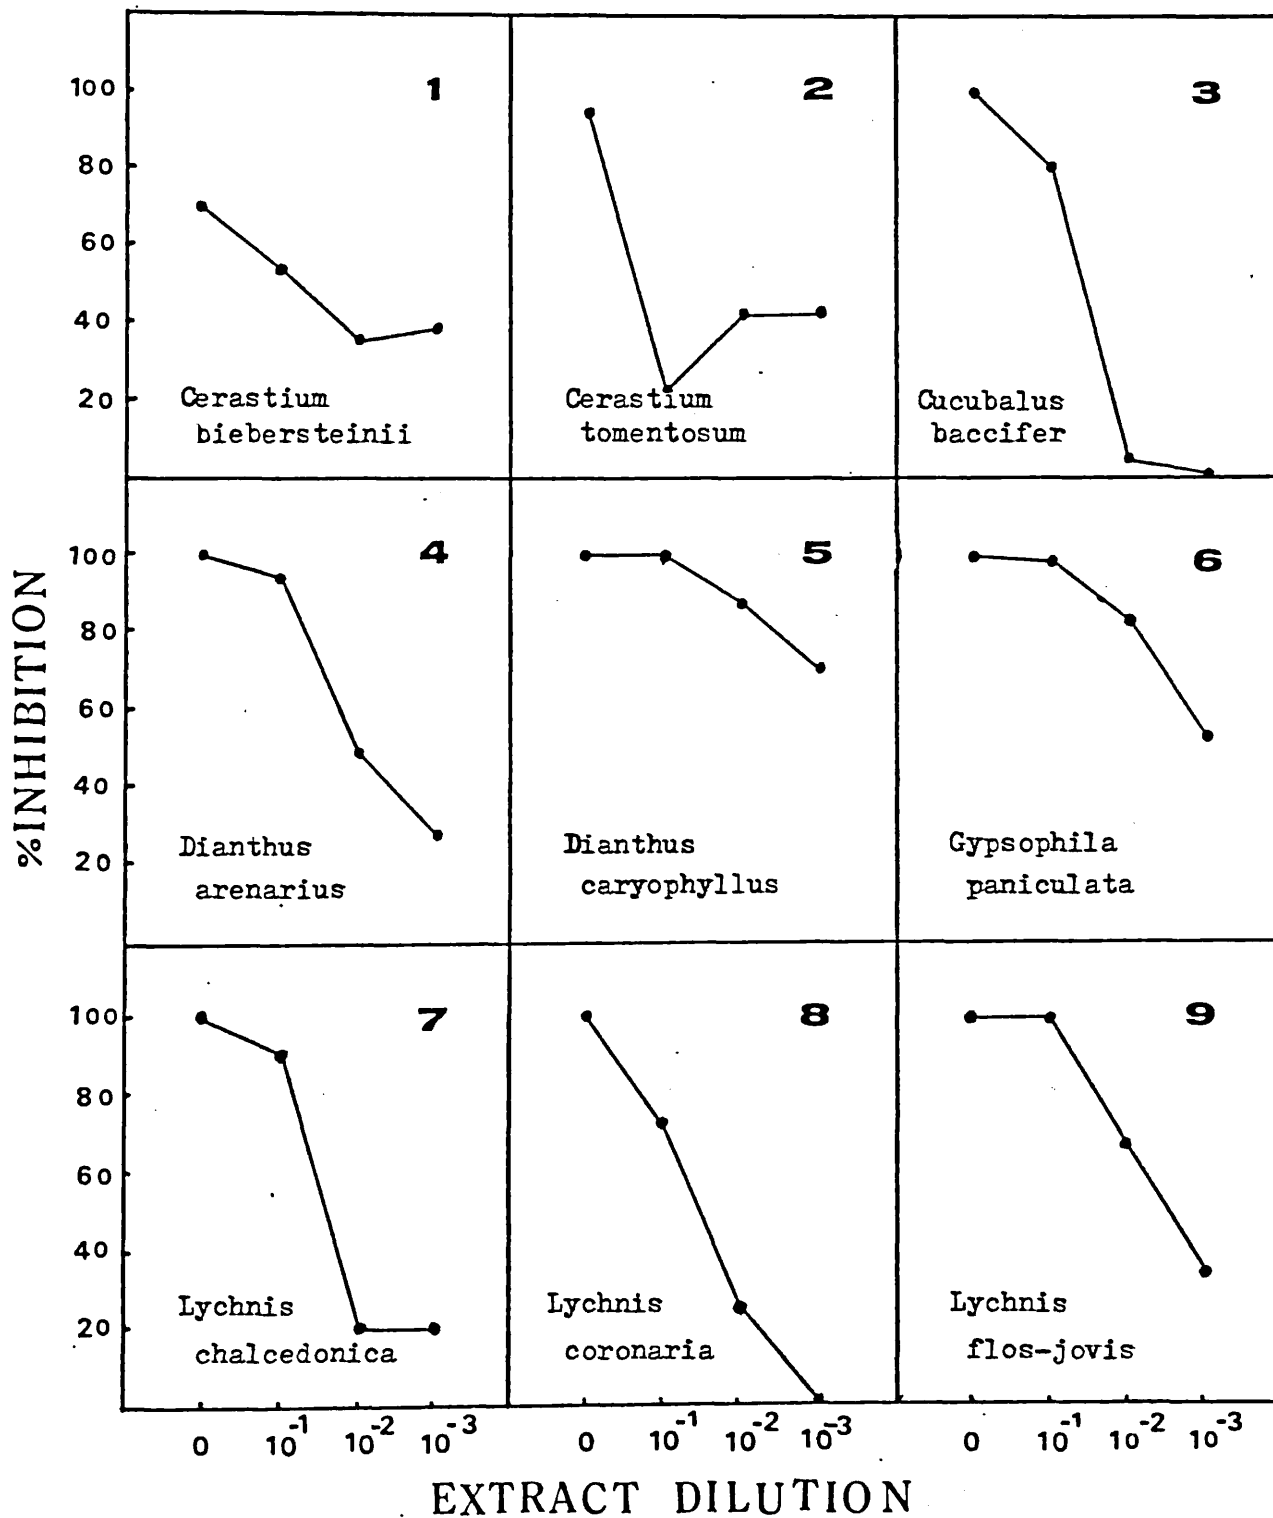 1
2
3
100
80
60
40
20
Cerastium
biebersteinii
Cerastium
tomentosum
Cucubalus
baccifer
4
5
6
100
80
60
40
20
Dianthus
arenarius
Dianthus
caryophyllus
Gypsophila
paniculata
%INHIBITION
7
8
9
100
80
60
40
20
Lychnis
chalcedonica
Lychnis
coronaria
Lychnis
flos-jovis
0 10⁻¹ 10⁻² 10⁻³ 0 10⁻¹ 10⁻² 10⁻³ 0 10⁻¹ 10⁻² 10⁻³
EXTRACT DILUTION